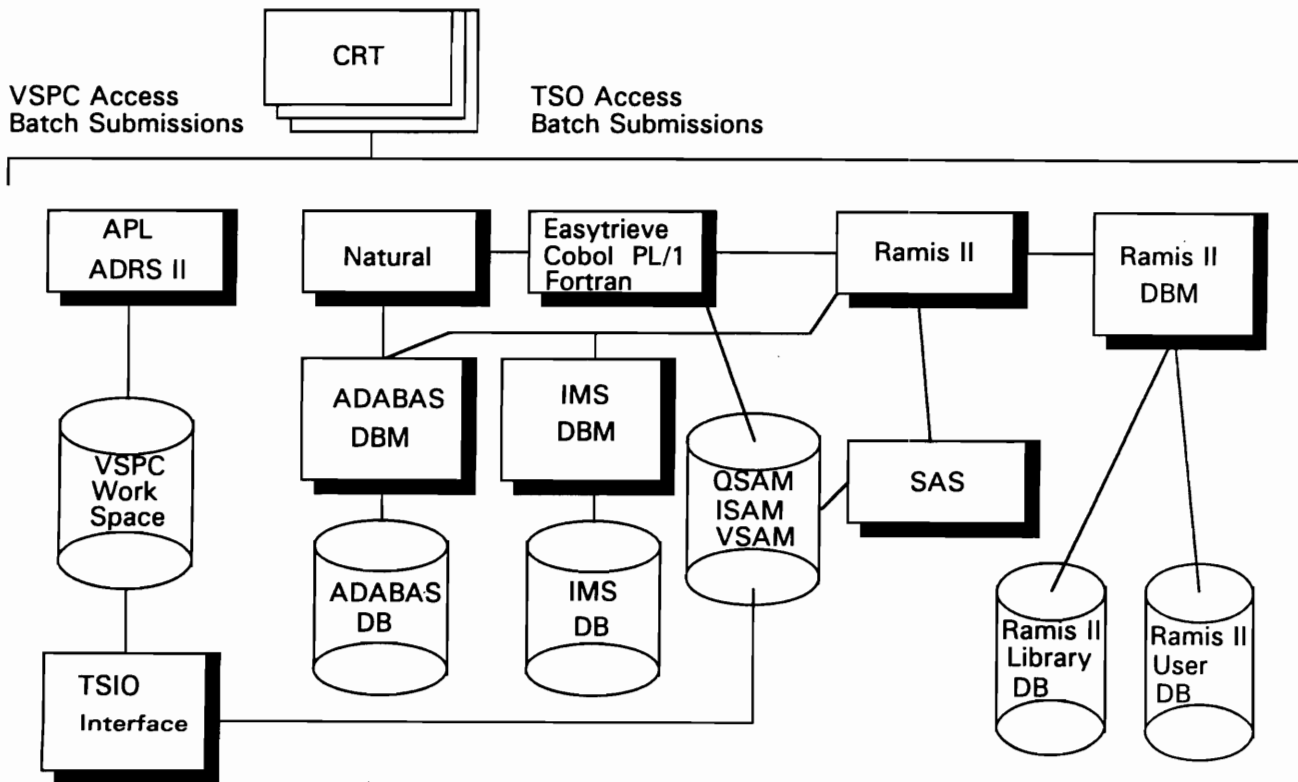 CRT
VSPC Access
Batch Submissions
TSO Access
Batch Submissions
APL
ADRS II
Natural
Easytrieve
Cobol PL/1
Fortran
Ramis II
Ramis II
DBM
ADABAS
DBM
IMS
DBM
VSPC
Work
Space
QSAM
ISAM
VSAM
SAS
ADABAS
DB
IMS
DB
Ramis II
Library
DB
Ramis II
User
DB
TSIO
Interface